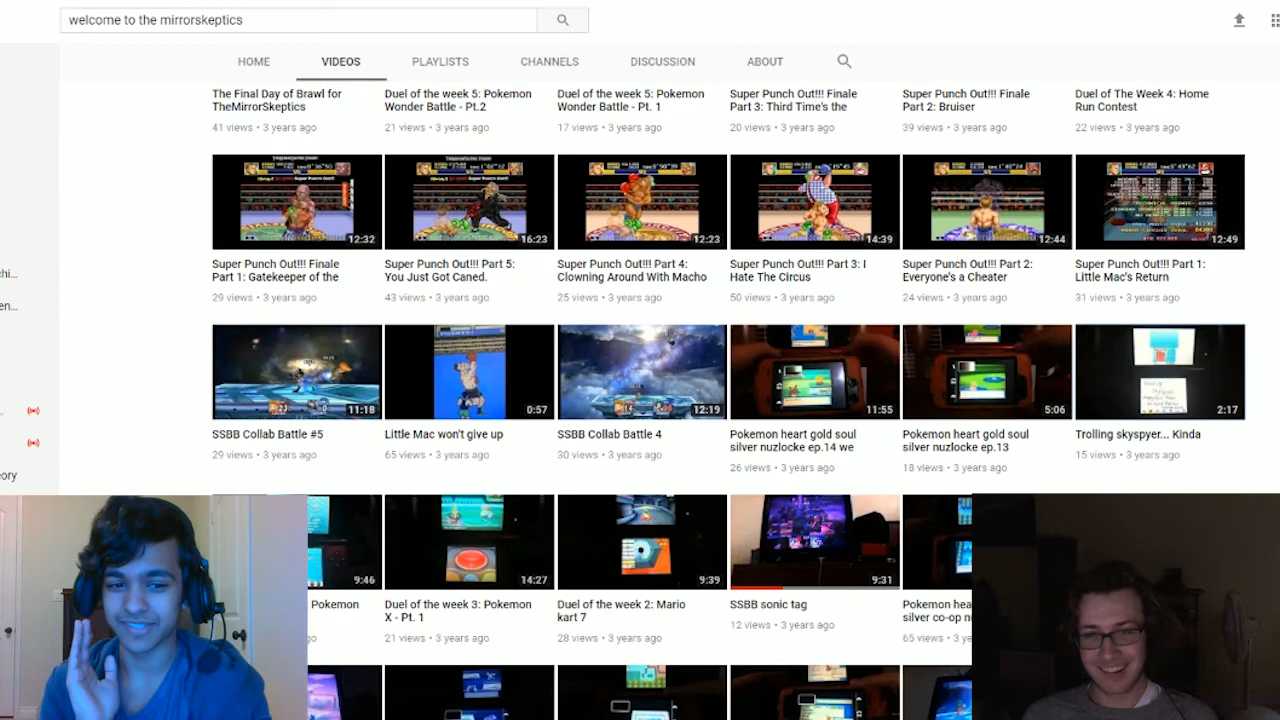 welcome to the mirrorskeptics
HOME VIDEOS PLAYLISTS CHANNELS DISCUSSION ABOUT
The Final Day of Brawl for TheMirrorSkeptics
41 views • 3 years ago
Duel of the week 5: Pokemon Wonder Battle - Pt.2
21 views • 3 years ago
Duel of the week 5: Pokemon Wonder Battle - Pt. 1
17 views • 3 years ago
Super Punch Out!!! Finale Part 3: Third Time's the
20 views • 3 years ago
Super Punch Out!!! Finale Part 2: Bruiser
39 views • 3 years ago
Duel of The Week 4: Home Run Contest
22 views • 3 years ago
12:32
16:23
12:23
14:39
12:44
12:49
Super Punch Out!!! Finale Part 1: Gatekeeper of the
29 views • 3 years ago
Super Punch Out!!! Part 5: You Just Got Caned.
43 views • 3 years ago
Super Punch Out!!! Part 4: Clowning Around With Macho
25 views • 3 years ago
Super Punch Out!!! Part 3: I Hate The Circus
50 views • 3 years ago
Super Punch Out!!! Part 2: Everyone's a Cheater
24 views • 3 years ago
Super Punch Out!!! Part 1: Little Mac's Return
31 views • 3 years ago
chi...
en...
11:18
0:57
12:19
11:55
5:06
2:17
SSBB Collab Battle #5
29 views • 3 years ago
Little Mac won't give up
65 views • 3 years ago
SSBB Collab Battle 4
30 views • 3 years ago
Pokemon heart gold soul silver nuzlocke ep.14 we
26 views • 3 years ago
Pokemon heart gold soul silver nuzlocke ep.13
18 views • 3 years ago
Trolling skyspyer... Kinda
15 views • 3 years ago
eory
9:46
14:27
9:39
9:31
Pokemon
go
Duel of the week 3: Pokemon X - Pt. 1
21 views • 3 years ago
Duel of the week 2: Mario kart 7
28 views • 3 years ago
SSBB sonic tag
12 views • 3 years ago
Pokemon hea
silver co-op n
65 views • 3 ye